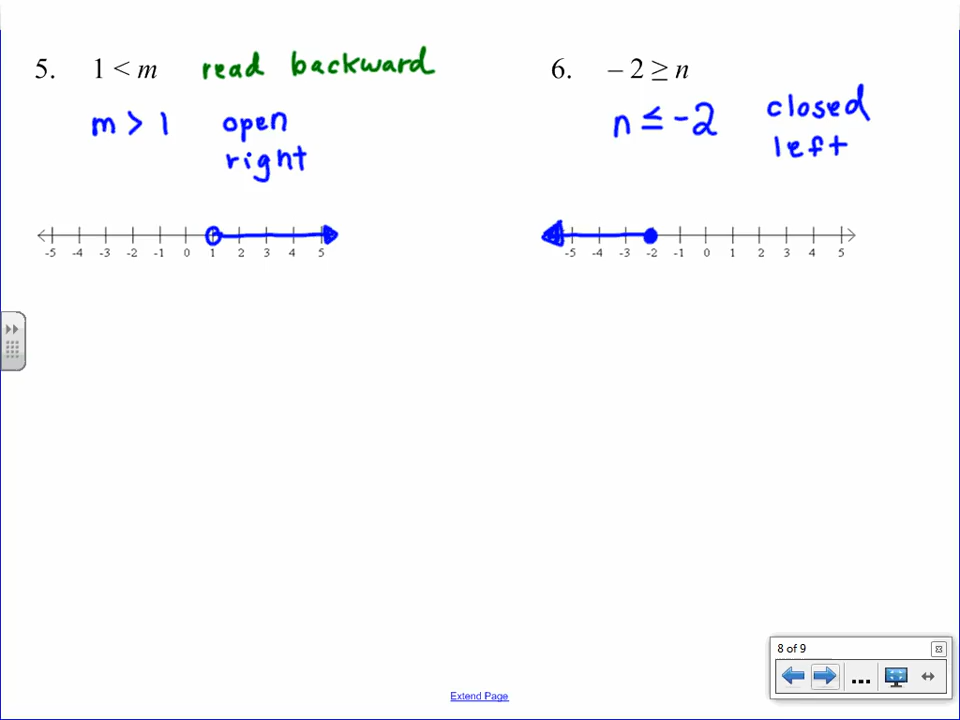 5. 1 < m read backward
m > 1 open
right
-5 -4 -3 -2 -1 0 1 2 3 4 5
6. – 2 ≥ n
n ≤ -2 closed
left
-5 -4 -3 -2 -1 0 1 2 3 4 5
8 of 9
...
Extend Page